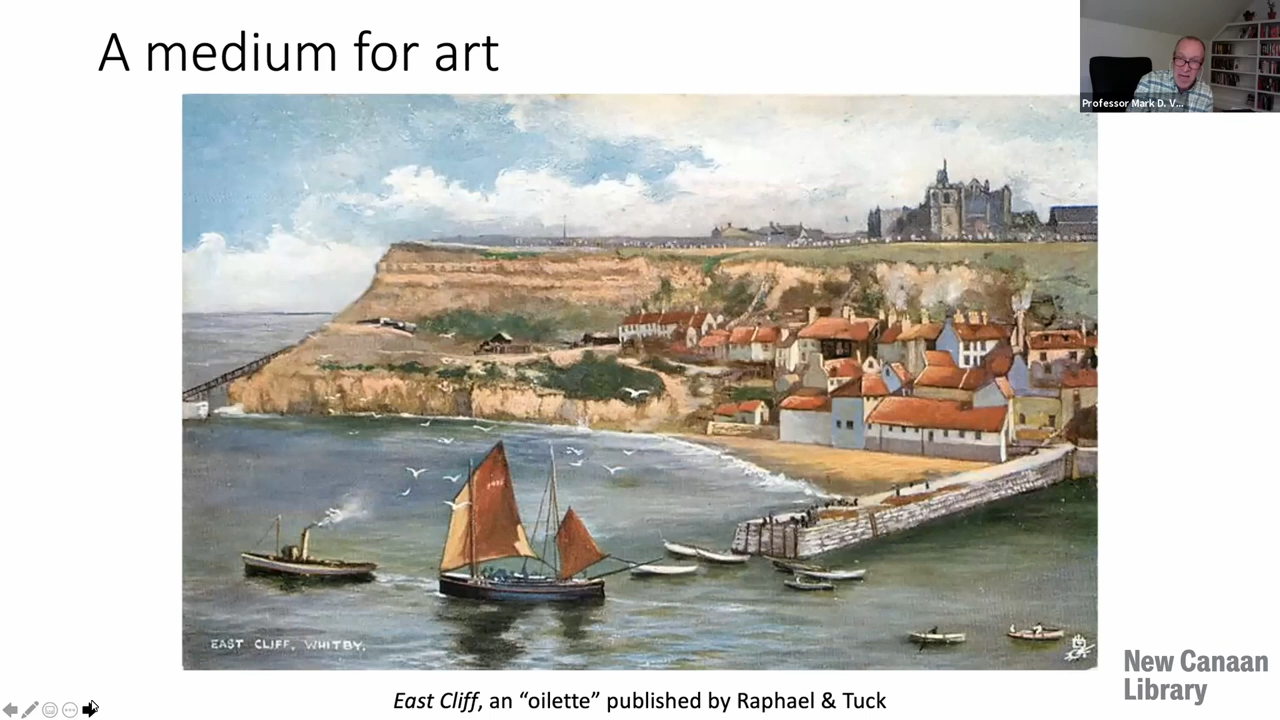 A medium for art
Professor Mark D. V...
EAST CLIFF, WHITBY.
East Cliff, an “oilette” published by Raphael & Tuck
New Canaan
Library